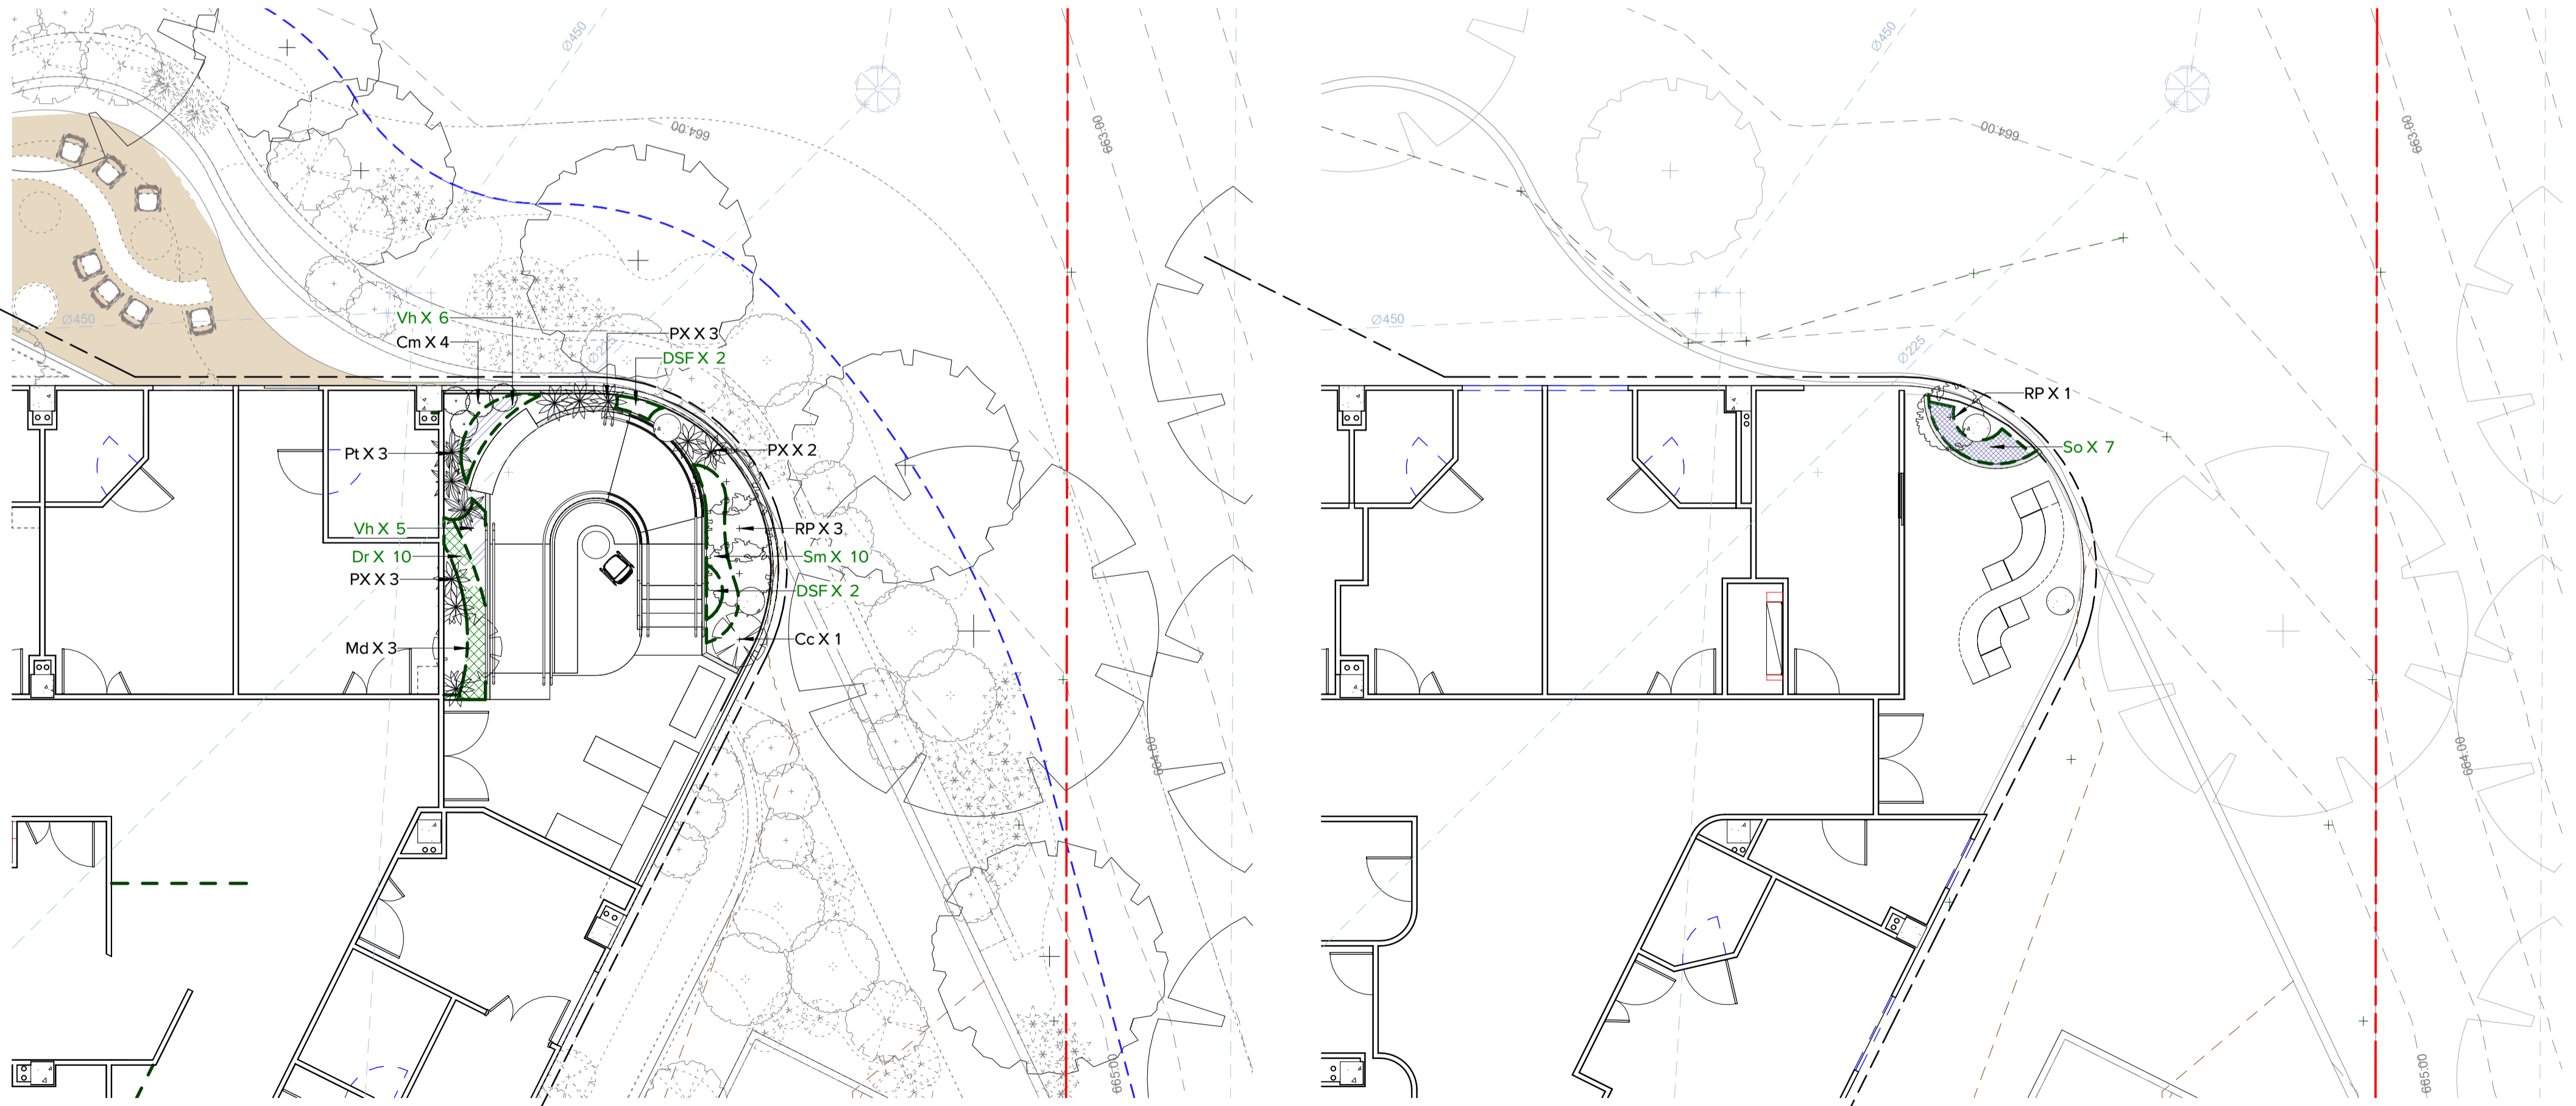 Ø450
664.00
663.00
Vh X 6
Cm X 4
PX X 3
DSF X 2
Ø450
Ø225
Pt X 3
PX X 2
Vh X 5
Dr X 10
PX X 3
Md X 3
RP X 3
Sm X 10
DSF X 2
Cc X 1
664.00
665.00
Ø450
664.00
663.00
Ø450
Ø225
RP X 1
So X 7
664.00
665.00